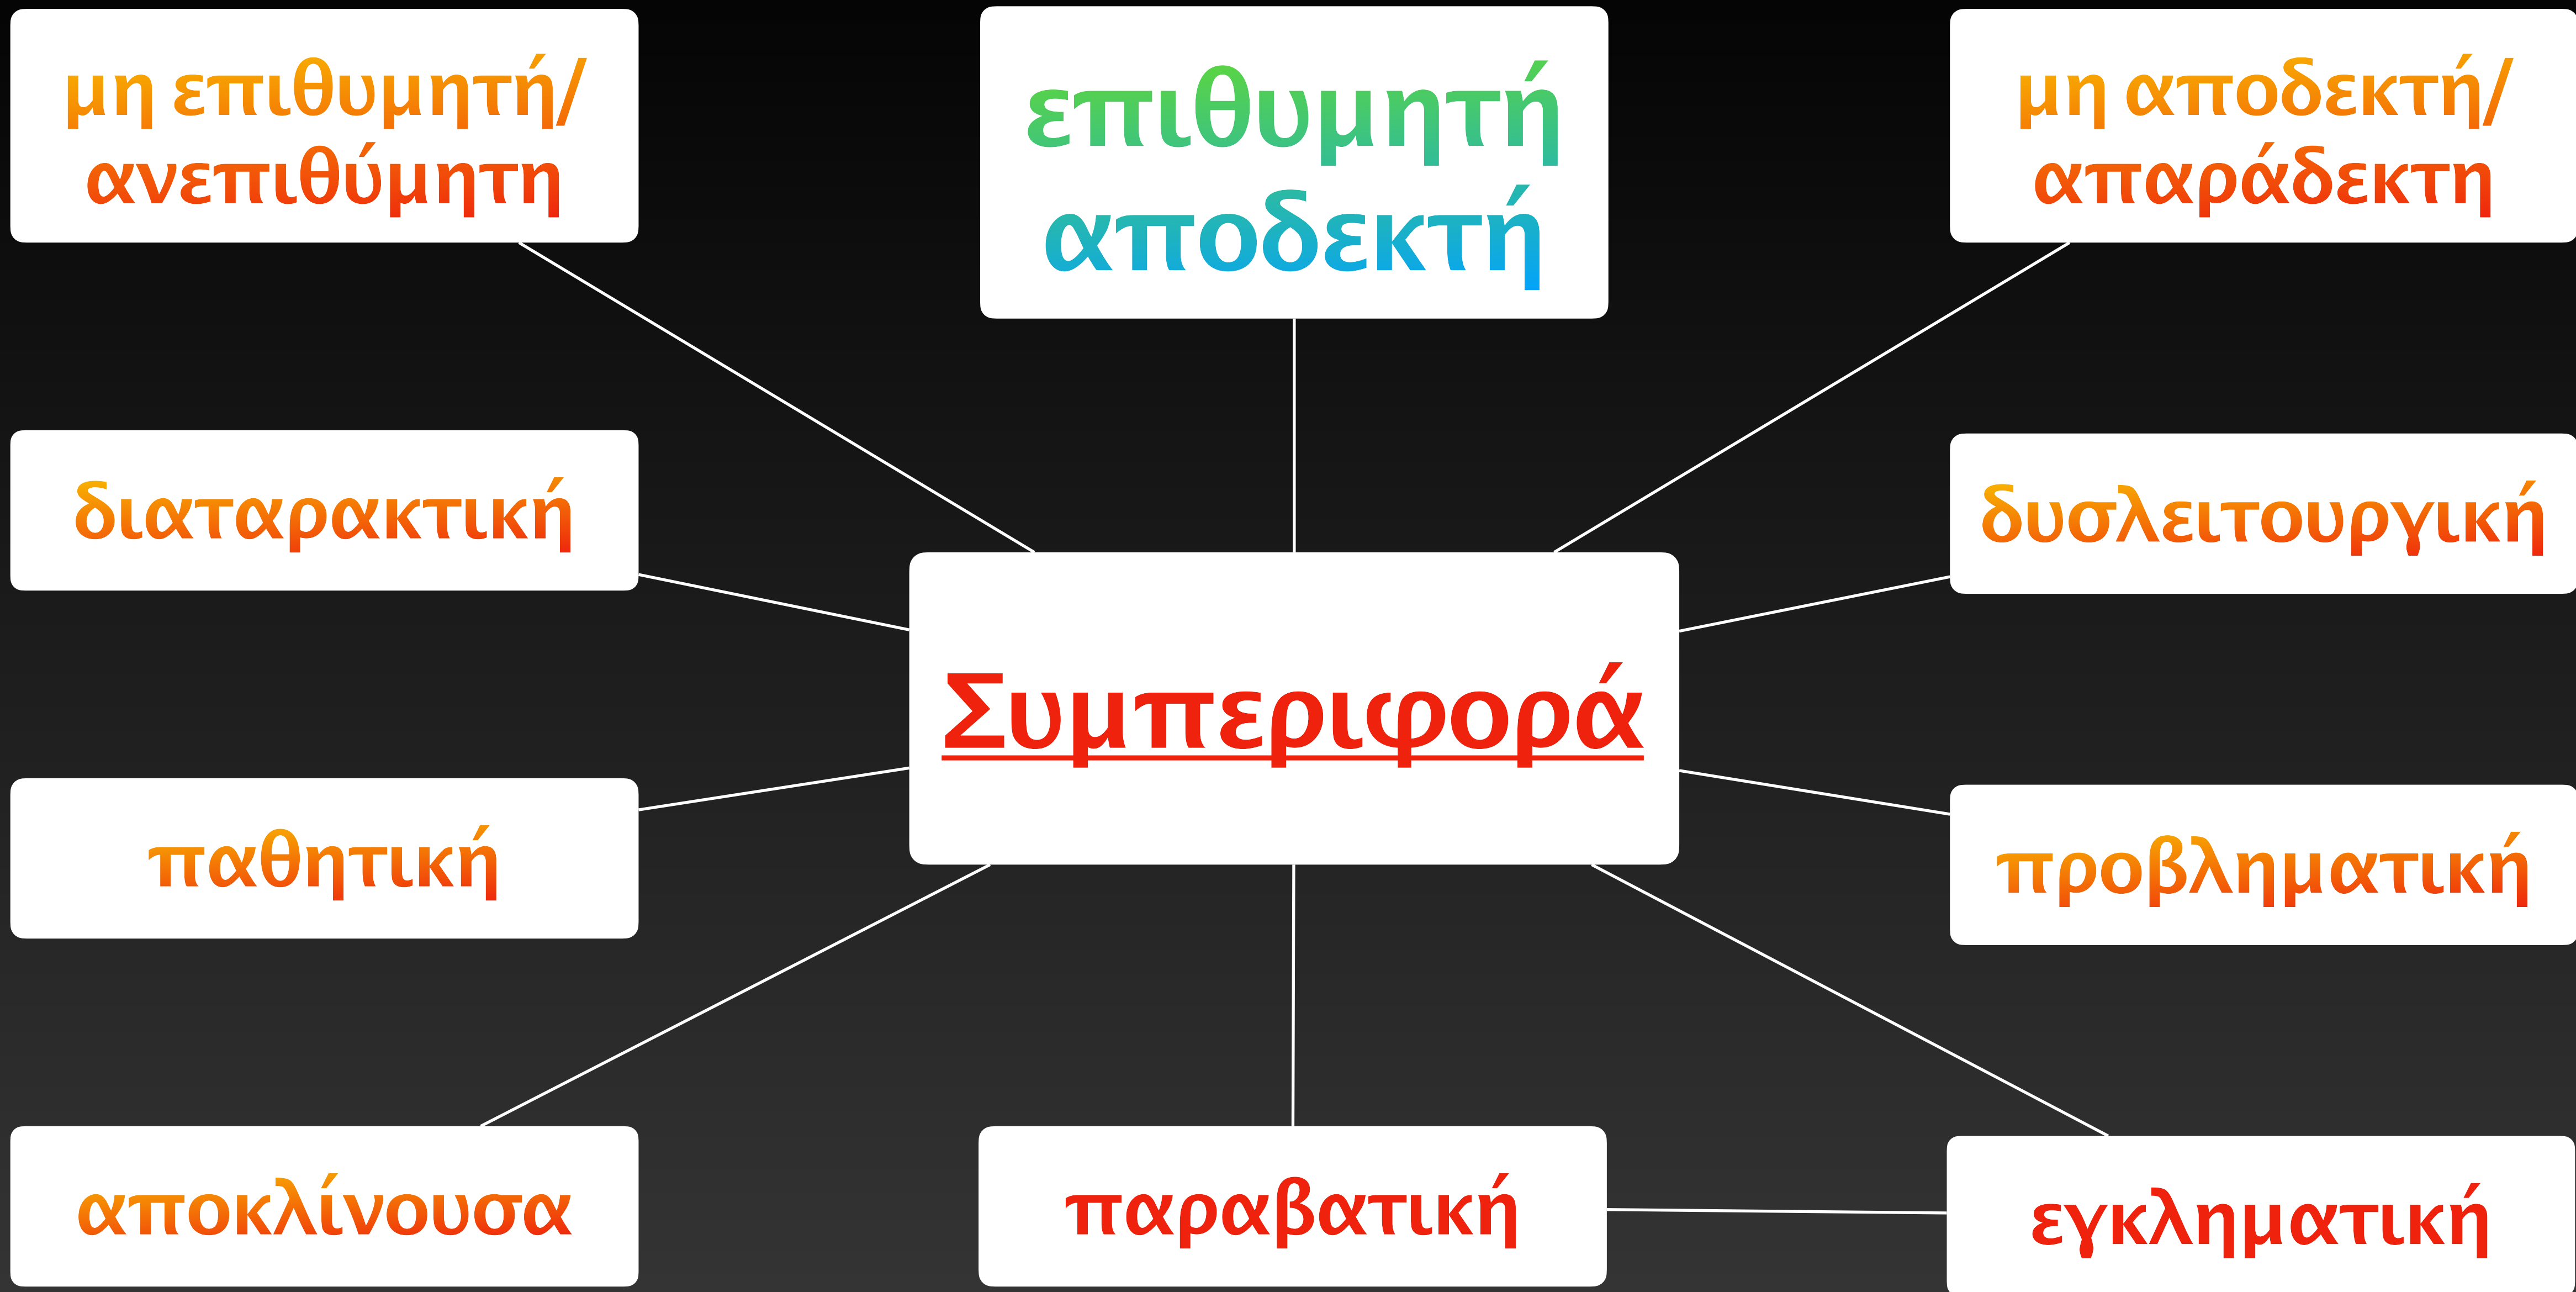 μη επιθυμητή/
ανεπιθύμητη
επιθυμητή
αποδεκτή
μη αποδεκτή/
απαράδεκτη
διαταρακτική
δυσλειτουργική
Συμπεριφορά
παθητική
προβληματική
αποκλίνουσα
παραβατική
εγκληματική